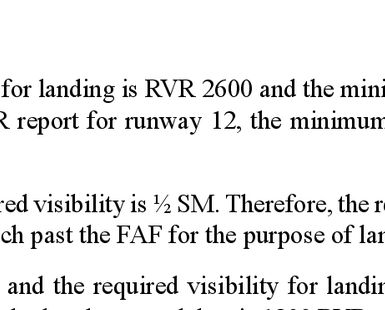 for landing is RVR 2600 and the mini
R report for runway 12, the minimum
red visibility is ½ SM. Therefore, the re
ch past the FAF for the purpose of lan
and the required visibility for landin